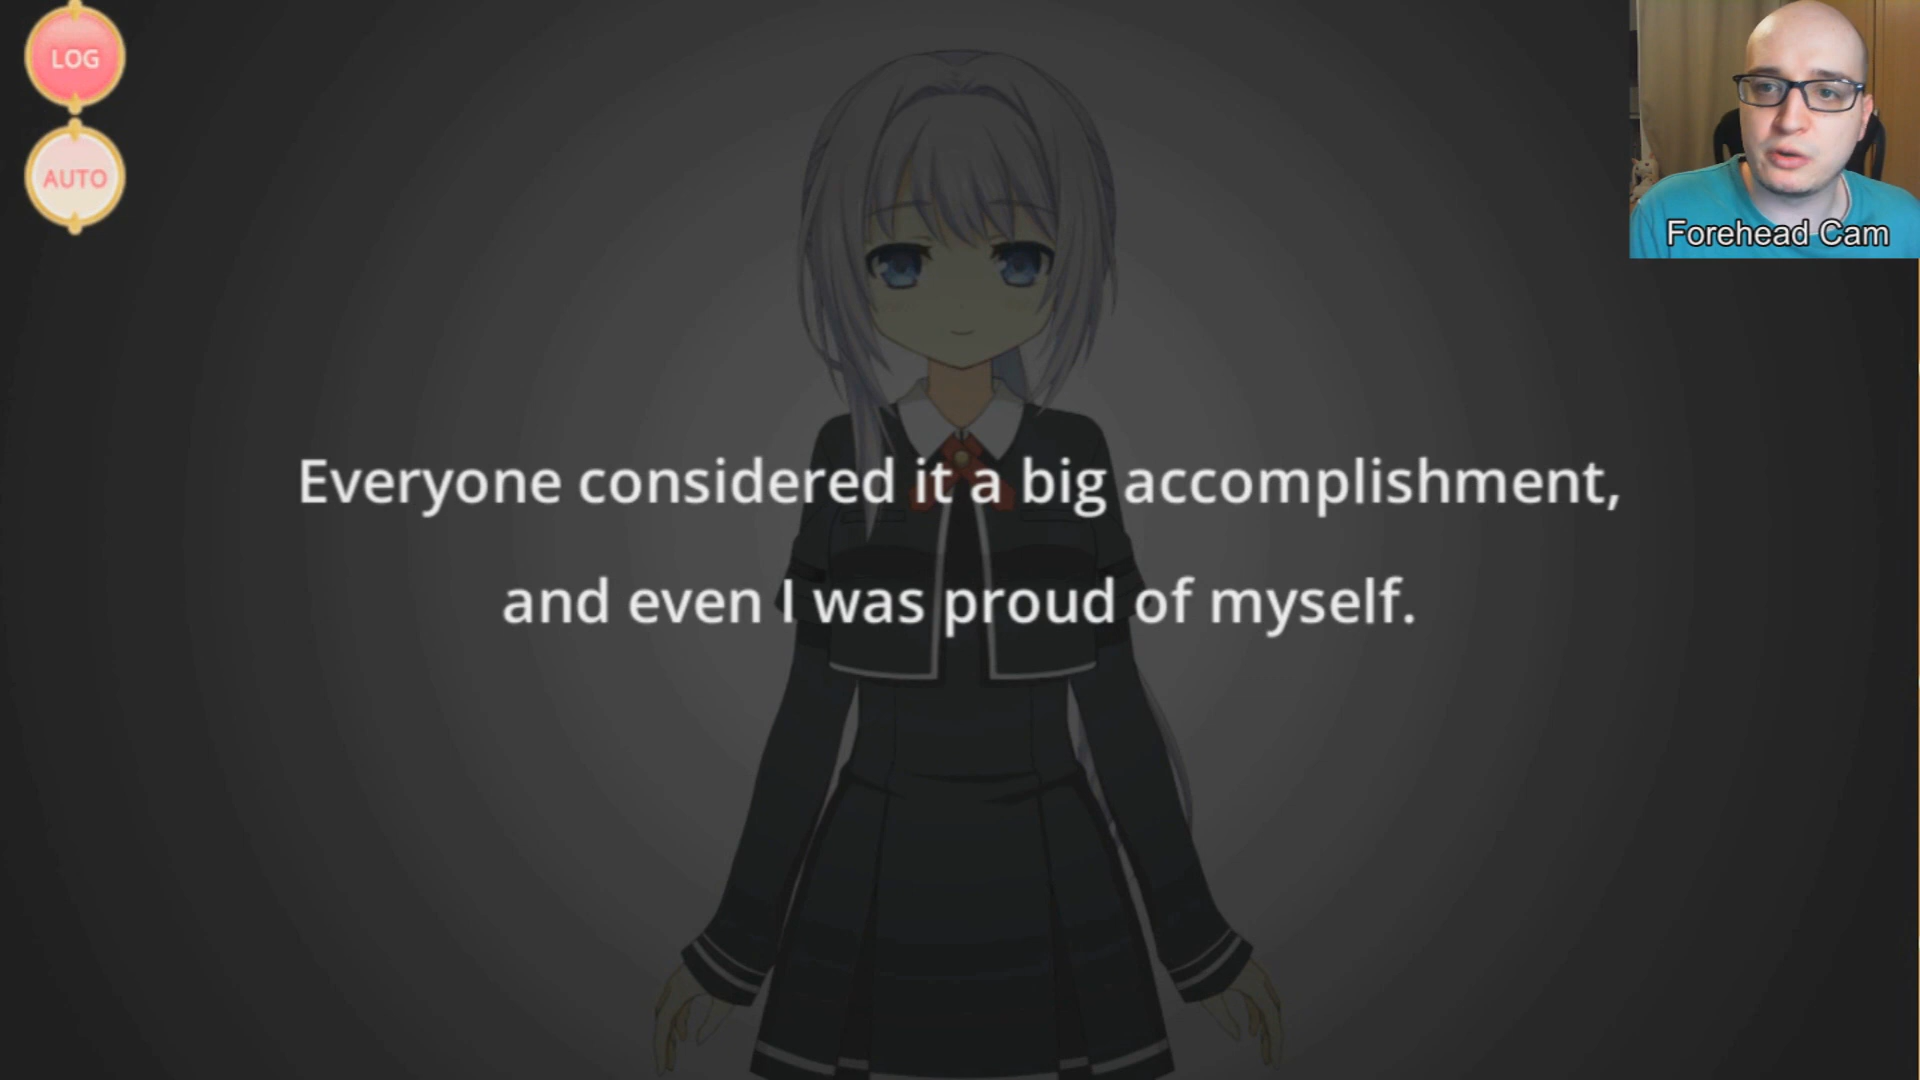 LOG
AUTO
Forehead Cam
Everyone considered it a big accomplishment,
and even I was proud of myself.